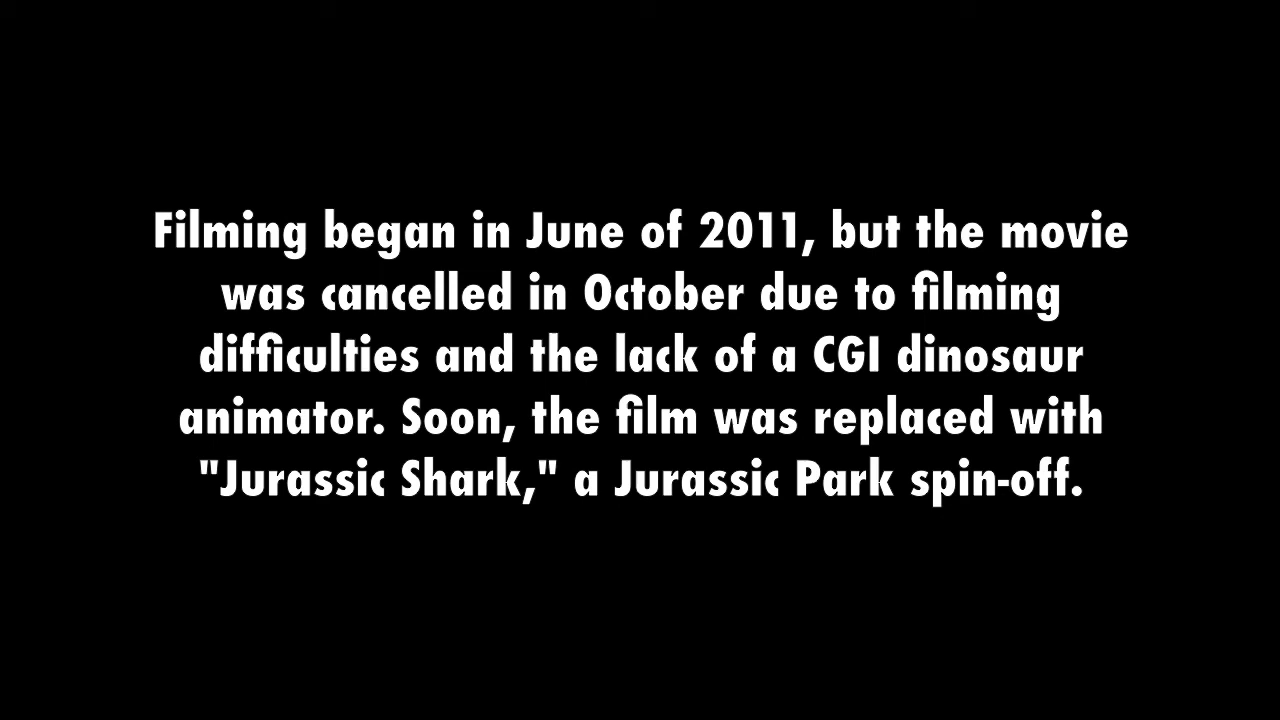 Filming began in June of 2011, but the movie
was cancelled in October due to filming
difficulties and the lack of a CGI dinosaur
animator. Soon, the film was replaced with
"Jurassic Shark," a Jurassic Park spin-off.